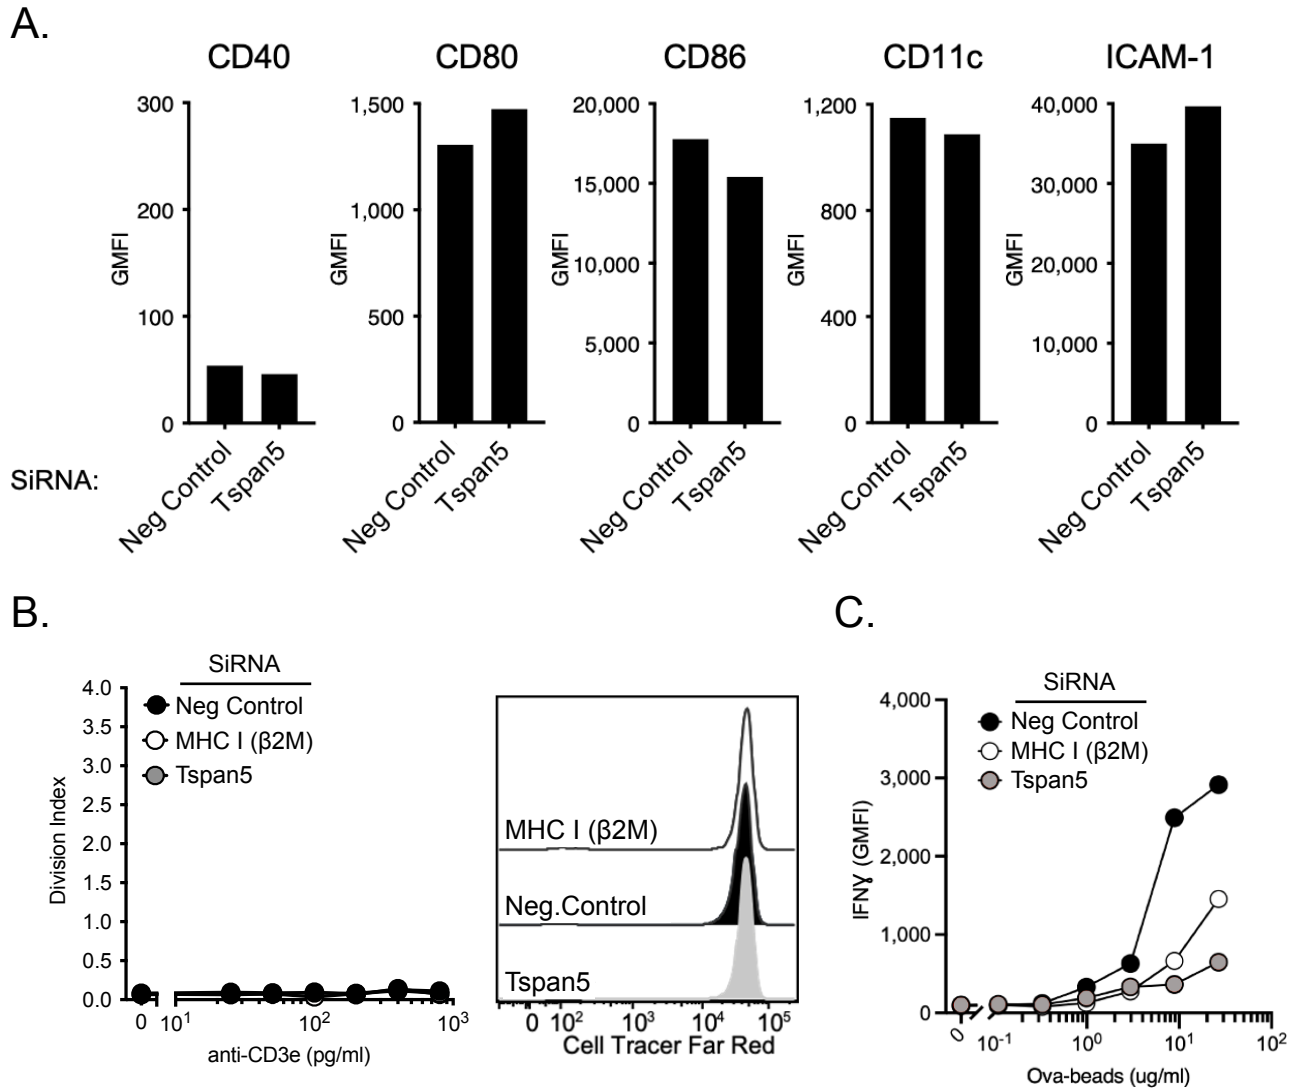 A.
CD40 CD80 CD86 CD11c ICAM-1
300 1,500 20,000 1,200 40,000
200 1,000 15,000 800 30,000
10,000 20,000
100 500 5,000 400 10,000
0 0 0 0 0
GMFI GMFI GMFI GMFI GMFI
SiRNA:
Neg Control Tspan5 Neg Control Tspan5 Neg Control Tspan5 Neg Control Tspan5 Neg Control Tspan5
B.
SiRNA
Neg Control
MHC I (β2M)
Tspan5
4.0
3.5
3.0
2.5
2.0
1.5
1.0
0.5
0.0
Division Index
0 10¹ 10² 10³
anti-CD3e (pg/ml)
MHC I (β2M)
Neg.Control
Tspan5
0 10² 10³ 10⁴ 10⁵
Cell Tracer Far Red
C.
SiRNA
Neg Control
MHC I (β2M)
Tspan5
4,000
3,000
2,000
1,000
0
IFNɣ (GMFI)
0 10⁻¹ 10⁰ 10¹ 10²
Ova-beads (ug/ml)